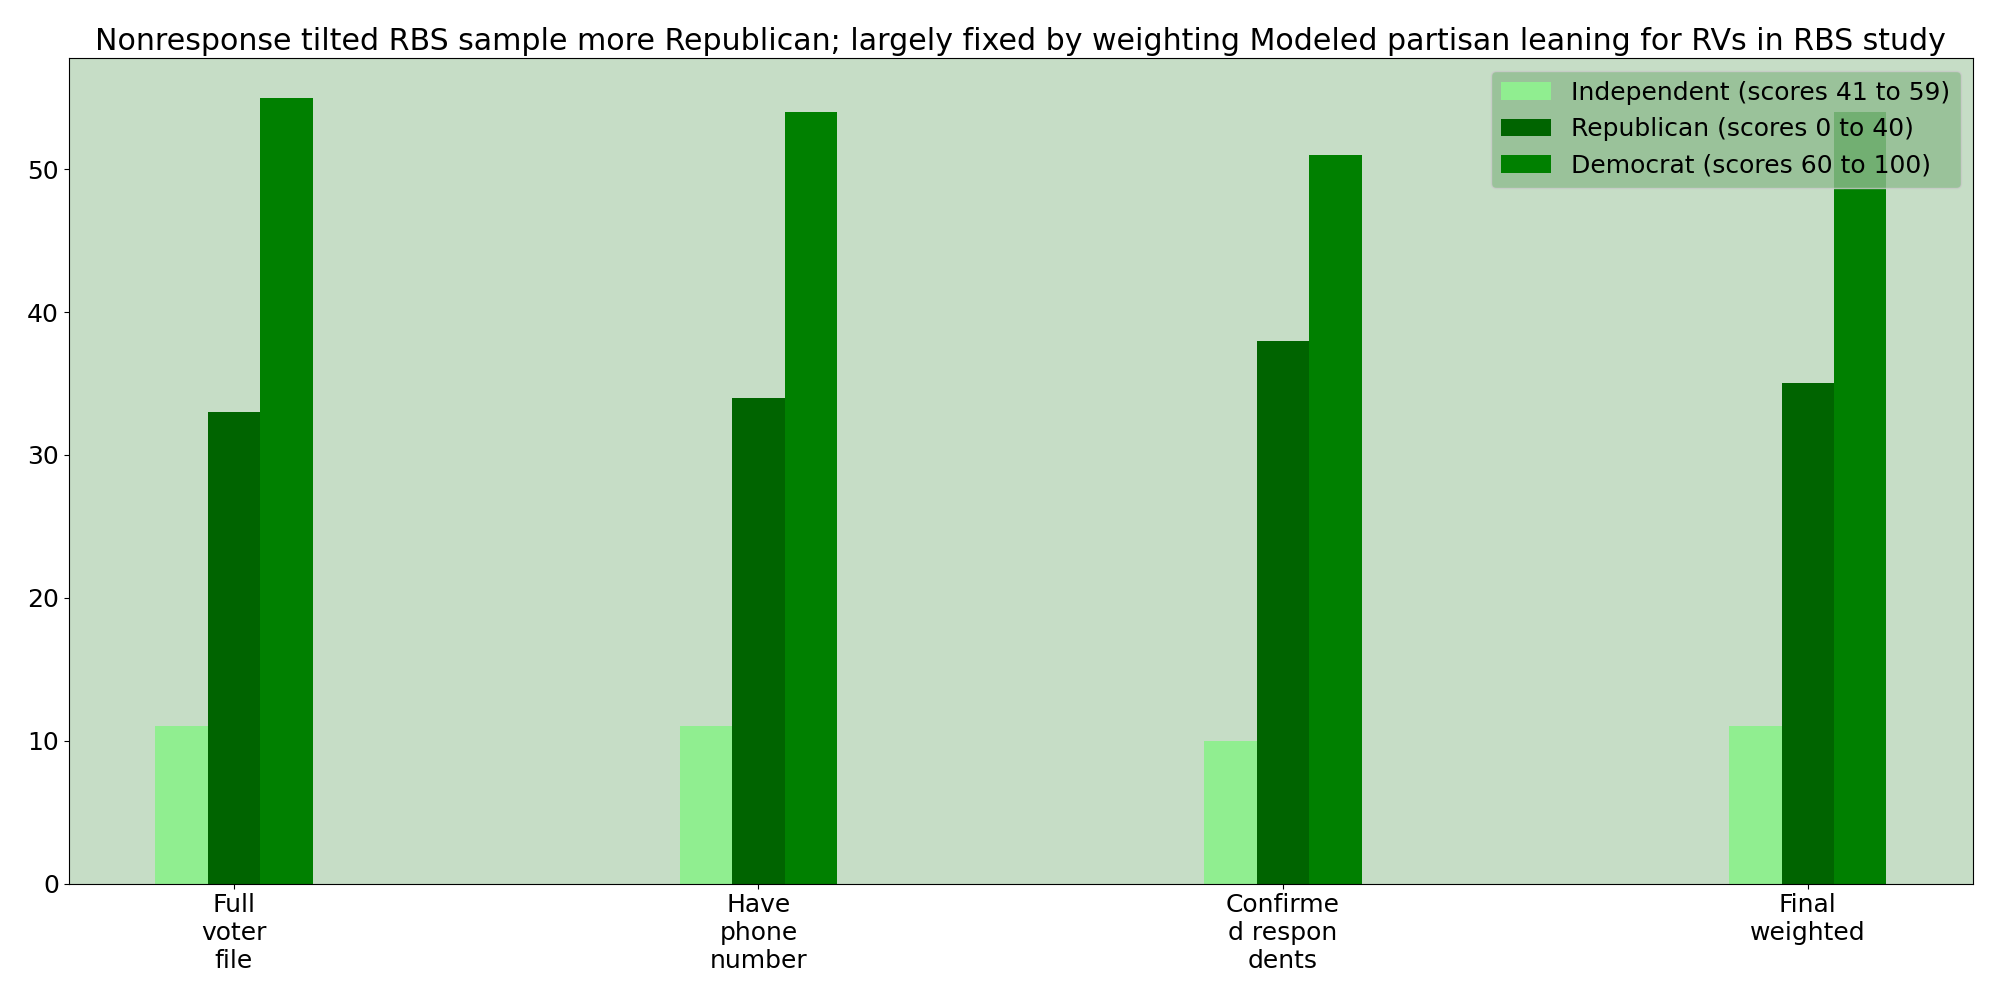 Nonresponse tilted RBS sample more Republican; largely fixed by weighting Modeled partisan leaning for RVs in RBS study
Independent (scores 41 to 59)
Republican (scores 0 to 40)
Democrat (scores 60 to 100)
50
40
30
20
10
0
Full
voter
file
Have
phone
number
Confirme
d respon
dents
Final
weighted